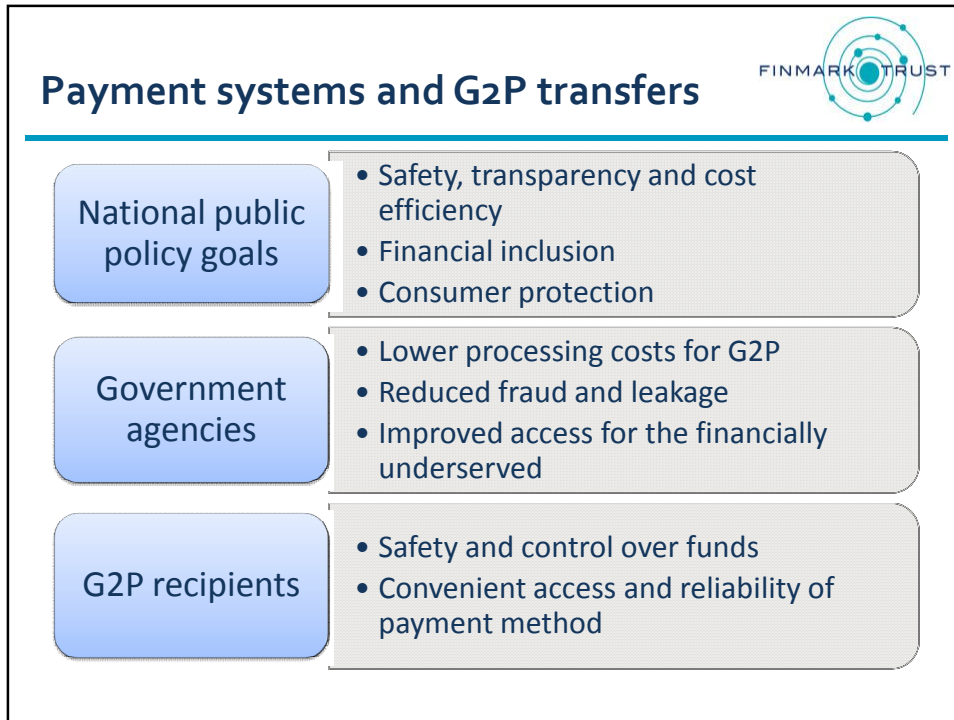 Payment systems and G2P transfers
FINMARK TRUST
National public
policy goals
• Safety, transparency and cost
efficiency
• Financial inclusion
• Consumer protection
Government
agencies
• Lower processing costs for G2P
• Reduced fraud and leakage
• Improved access for the financially
underserved
G2P recipients
• Safety and control over funds
• Convenient access and reliability of
payment method